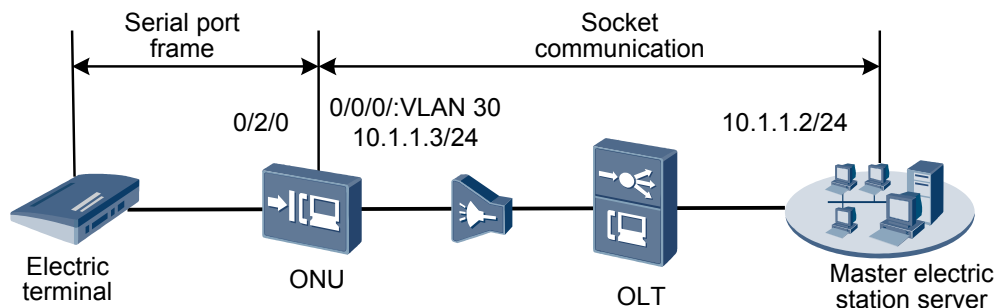 Serial port
frame
Socket
communication
0/2/0
0/0/0/:VLAN 30
10.1.1.3/24
10.1.1.2/24
Electric
terminal
ONU
OLT
Master electric
station server